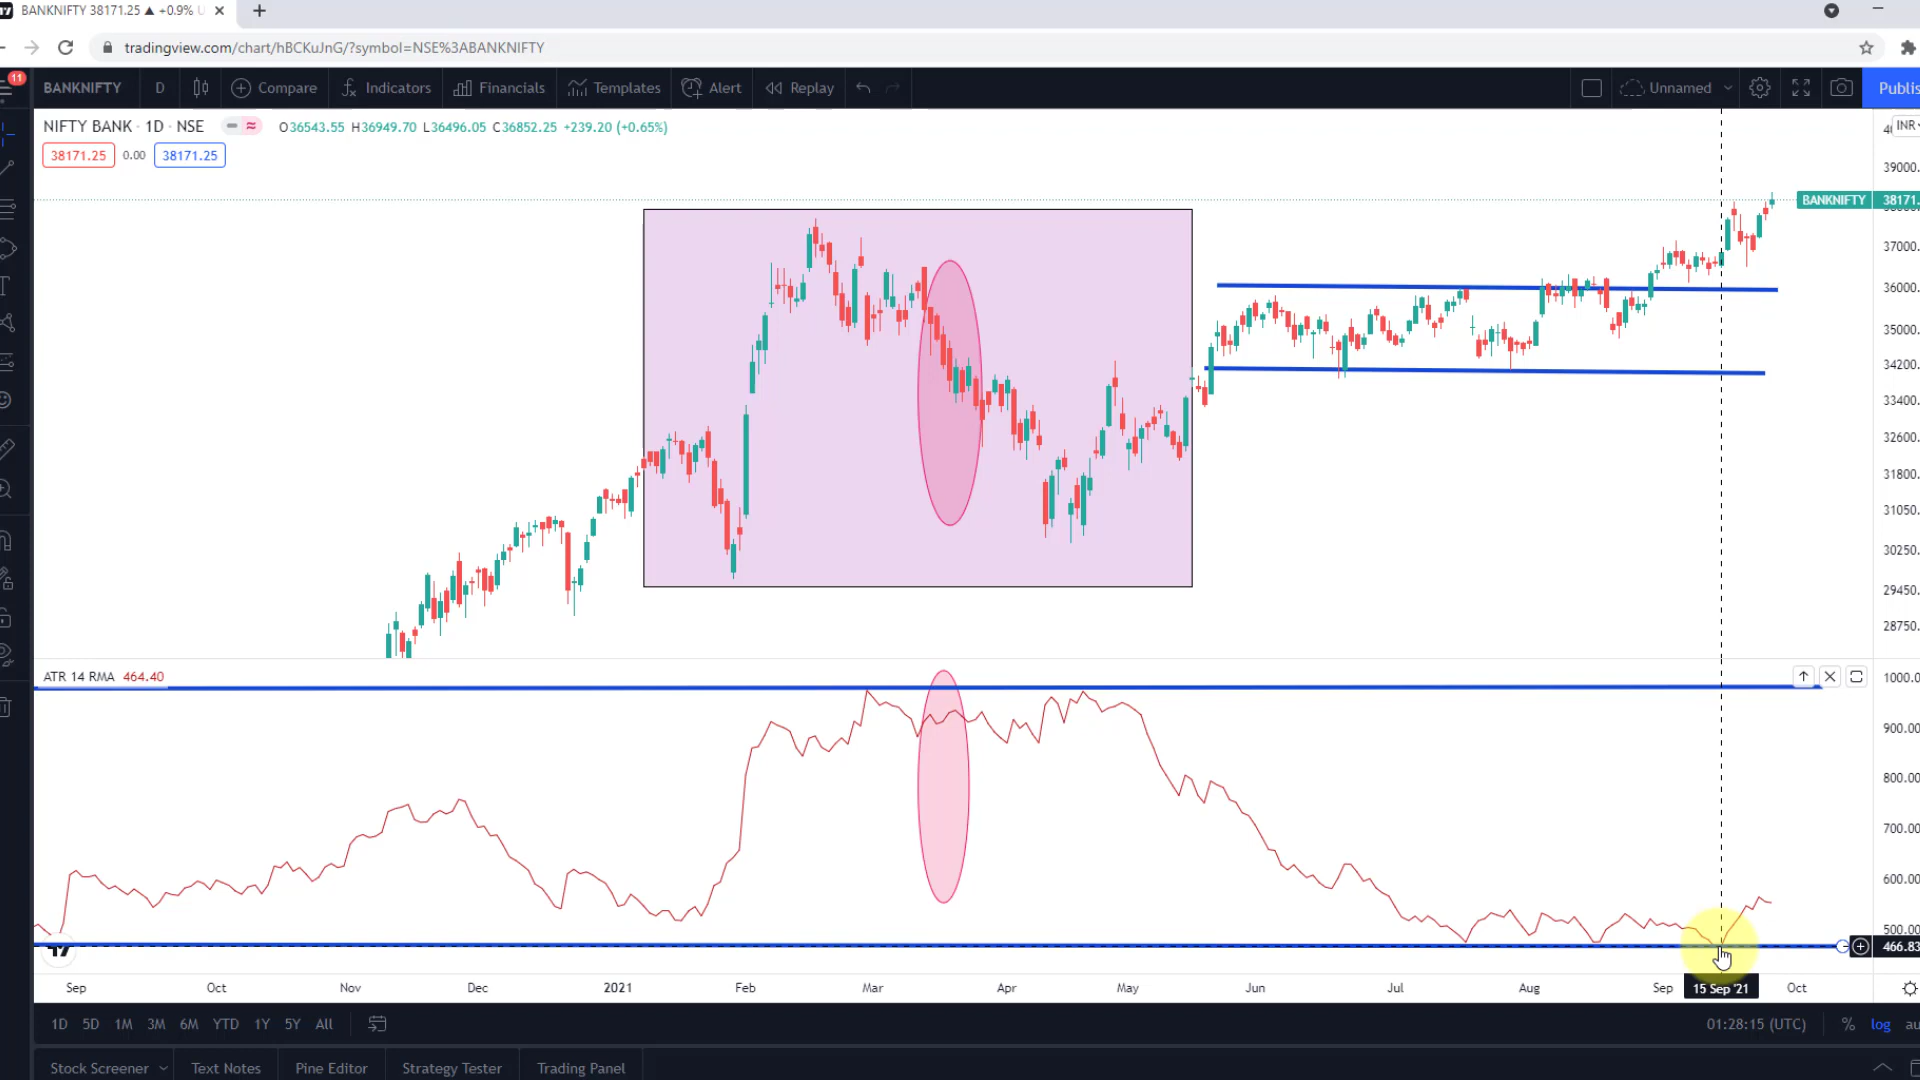 BANKNIFTY 38171.25 ▲ +0.9%
tradingview.com/chart/hBCKuJnG/?symbol=NSE%3ABANKNIFTY
11
BANKNIFTY D Compare Indicators Financials Templates Alert Replay Unnamed Publis
NIFTY BANK · 1D · NSE O36543.55 H36949.70 L36496.05 C36852.25 +239.20 (+0.65%)
INR
38171.25 0.00 38171.25
39000.
BANKNIFTY 38171.
37000.
36000.
35000.
34200.
33400.
32600.
31800.
31050.
30250.
29450.
28750.
ATR 14 RMA 464.40
1000.0
900.00
800.00
700.00
600.00
500.00
466.83
Sep Oct Nov Dec 2021 Feb Mar Apr May Jun Jul Aug Sep 15 Sep '21 Oct
1D 5D 1M 3M 6M YTD 1Y 5Y All 01:28:15 (UTC) % log au
Stock Screener Text Notes Pine Editor Strategy Tester Trading Panel